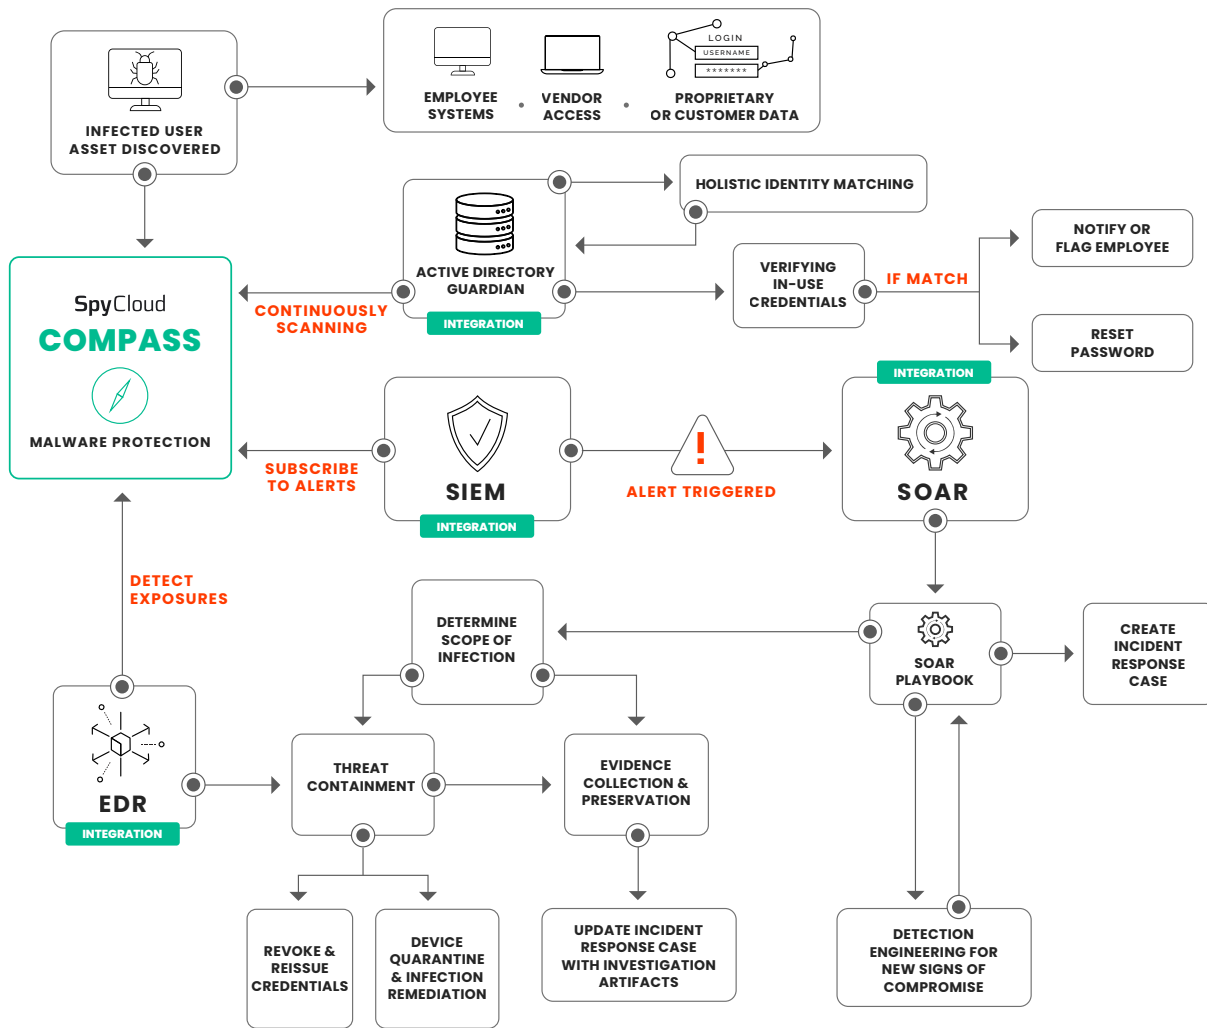 INFECTED USER
ASSET DISCOVERED
EMPLOYEE
SYSTEMS
•
VENDOR
ACCESS
•
LOGIN
USERNAME
*******
PROPRIETARY
OR CUSTOMER DATA
HOLISTIC IDENTITY MATCHING
ACTIVE DIRECTORY
GUARDIAN
INTEGRATION
CONTINUOUSLY
SCANNING
VERIFYING
IN-USE
CREDENTIALS
IF MATCH
NOTIFY OR
FLAG EMPLOYEE
RESET
PASSWORD
SpyCloud
COMPASS
MALWARE PROTECTION
SUBSCRIBE
TO ALERTS
SIEM
INTEGRATION
!
ALERT TRIGGERED
INTEGRATION
SOAR
DETECT
EXPOSURES
DETERMINE
SCOPE OF
INFECTION
SOAR
PLAYBOOK
CREATE
INCIDENT
RESPONSE
CASE
EDR
INTEGRATION
THREAT
CONTAINMENT
EVIDENCE
COLLECTION &
PRESERVATION
REVOKE &
REISSUE
CREDENTIALS
DEVICE
QUARANTINE
& INFECTION
REMEDIATION
UPDATE INCIDENT
RESPONSE CASE
WITH INVESTIGATION
ARTIFACTS
DETECTION
ENGINEERING FOR
NEW SIGNS OF
COMPROMISE